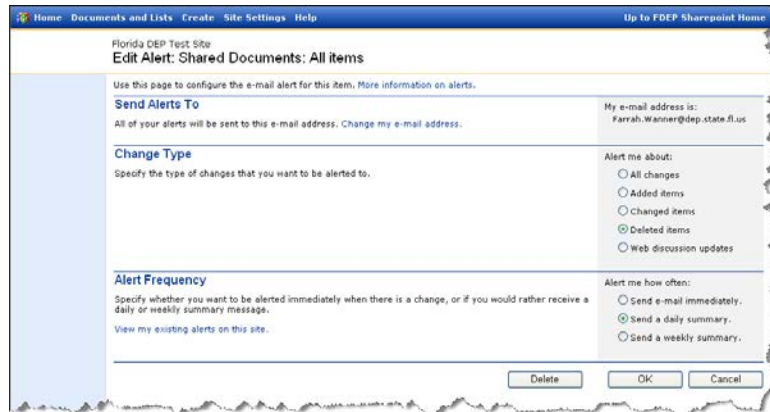 Home Documents and Lists Create Site Settings Help Up to FDEP Sharepoint Home
Florida DEP Test Site
Edit Alert: Shared Documents: All items
Use this page to configure the e-mail alert for this item. More information on alerts.
Send Alerts To
All of your alerts will be sent to this e-mail address. Change my e-mail address.
My e-mail address is:
Farrah.Wanner@dep.state.fl.us
Change Type
Specify the type of changes that you want to be alerted to.
Alert me about:
All changes
Added items
Changed items
Deleted items
Web discussion updates
Alert Frequency
Specify whether you want to be alerted immediately when there is a change, or if you would rather receive a
daily or weekly summary message.
View my existing alerts on this site.
Alert me how often:
Send e-mail immediately.
Send a daily summary.
Send a weekly summary.
Delete OK Cancel